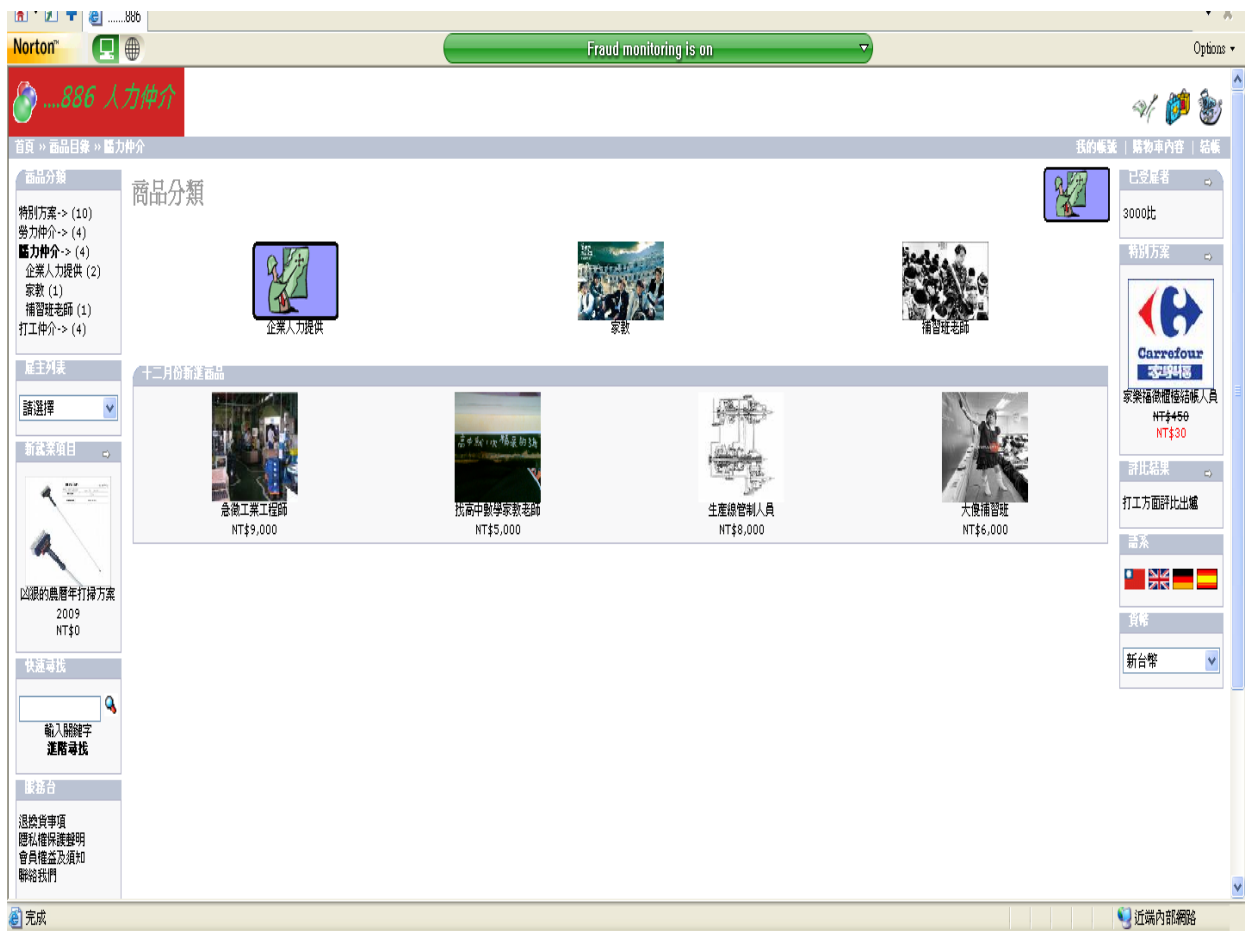 .......886
Norton™
Fraud monitoring is on
Options
....886 人力仲介
首頁 » 商品目錄 » 腦力仲介
我的帳號 | 購物車內容 | 結帳
商品分類
特別方案-> (10)
勞力仲介-> (4)
腦力仲介-> (4)
企業人力提供 (2)
家教 (1)
補習班老師 (1)
打工仲介-> (4)
雇主列表
請選擇
新就業項目
凶狠的農曆年打掃方案
2009
NT$0
快速尋找
輸入關鍵字
進階尋找
服務台
退換貨事項
隱私權保護聲明
會員權益及須知
聯絡我們
商品分類
企業人力提供
家教
補習班老師
十二月份新進商品
急徵工業工程師
NT$9,000
找高中數學家教老師
NT$5,000
生產線管制人員
NT$8,000
大傻補習班
NT$6,000
已受雇者
3000比
特別方案
Carrefour
家樂福
家樂福徵櫃檯結帳人員
NT$450
NT$30
評比結果
打工方面評比出爐
語系
貨幣
新台幣
完成
近端內部網路